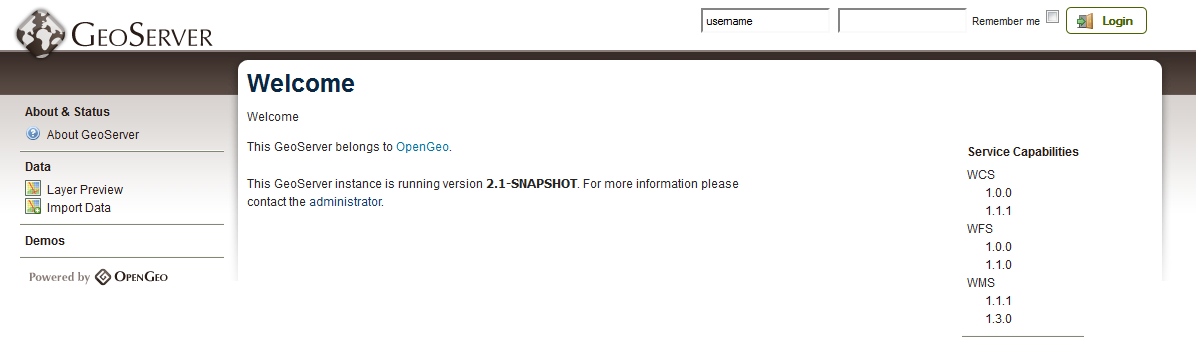 GEOSERVER
username
Remember me
Login
About & Status
About GeoServer
Data
Layer Preview
Import Data
Demos
Powered by OPENGEO
Welcome
Welcome
This GeoServer belongs to OpenGeo.
This GeoServer instance is running version 2.1-SNAPSHOT. For more information please
contact the administrator.
Service Capabilities
WCS
1.0.0
1.1.1
WFS
1.0.0
1.1.0
WMS
1.1.1
1.3.0